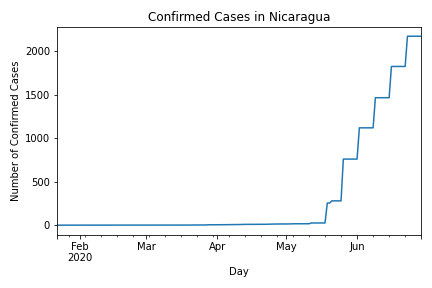 Confirmed Cases in Nicaragua
Number of Confirmed Cases
2000
1500
1000
500
0
Feb Mar Apr May Jun
2020
Day